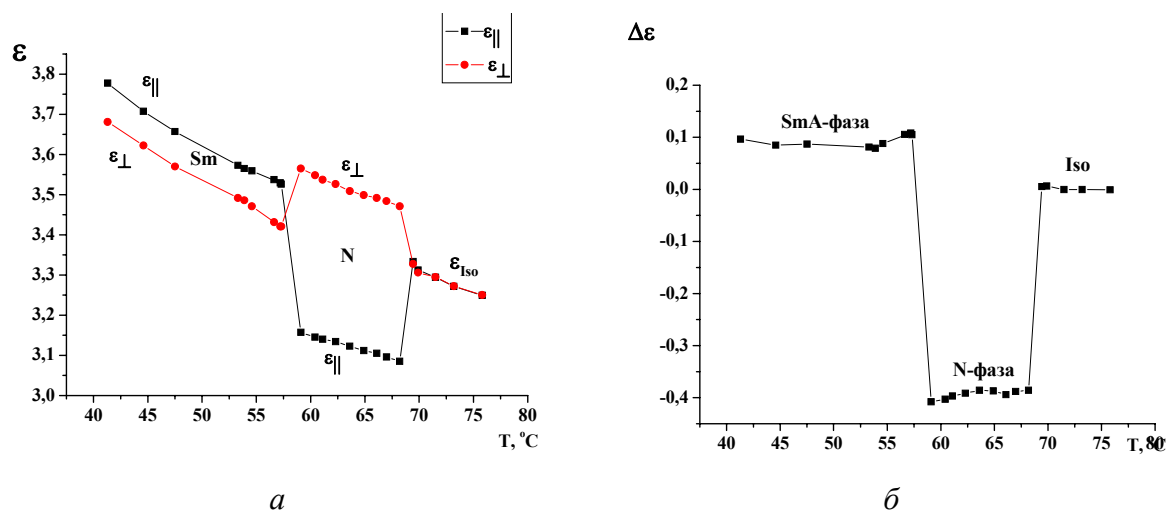 ε
ε||
ε⊥
3,8
3,7
3,6
3,5
3,4
3,3
3,2
3,1
3,0
ε||
ε⊥
Sm
ε⊥
N
ε||
εIso
40 45 50 55 60 65 70 75 80
T, °C
а
Δε
0,2
0,1
0,0
-0,1
-0,2
-0,3
-0,4
SmA-фаза
Iso
N-фаза
40 45 50 55 60 65 70 75 80
T, °C
б